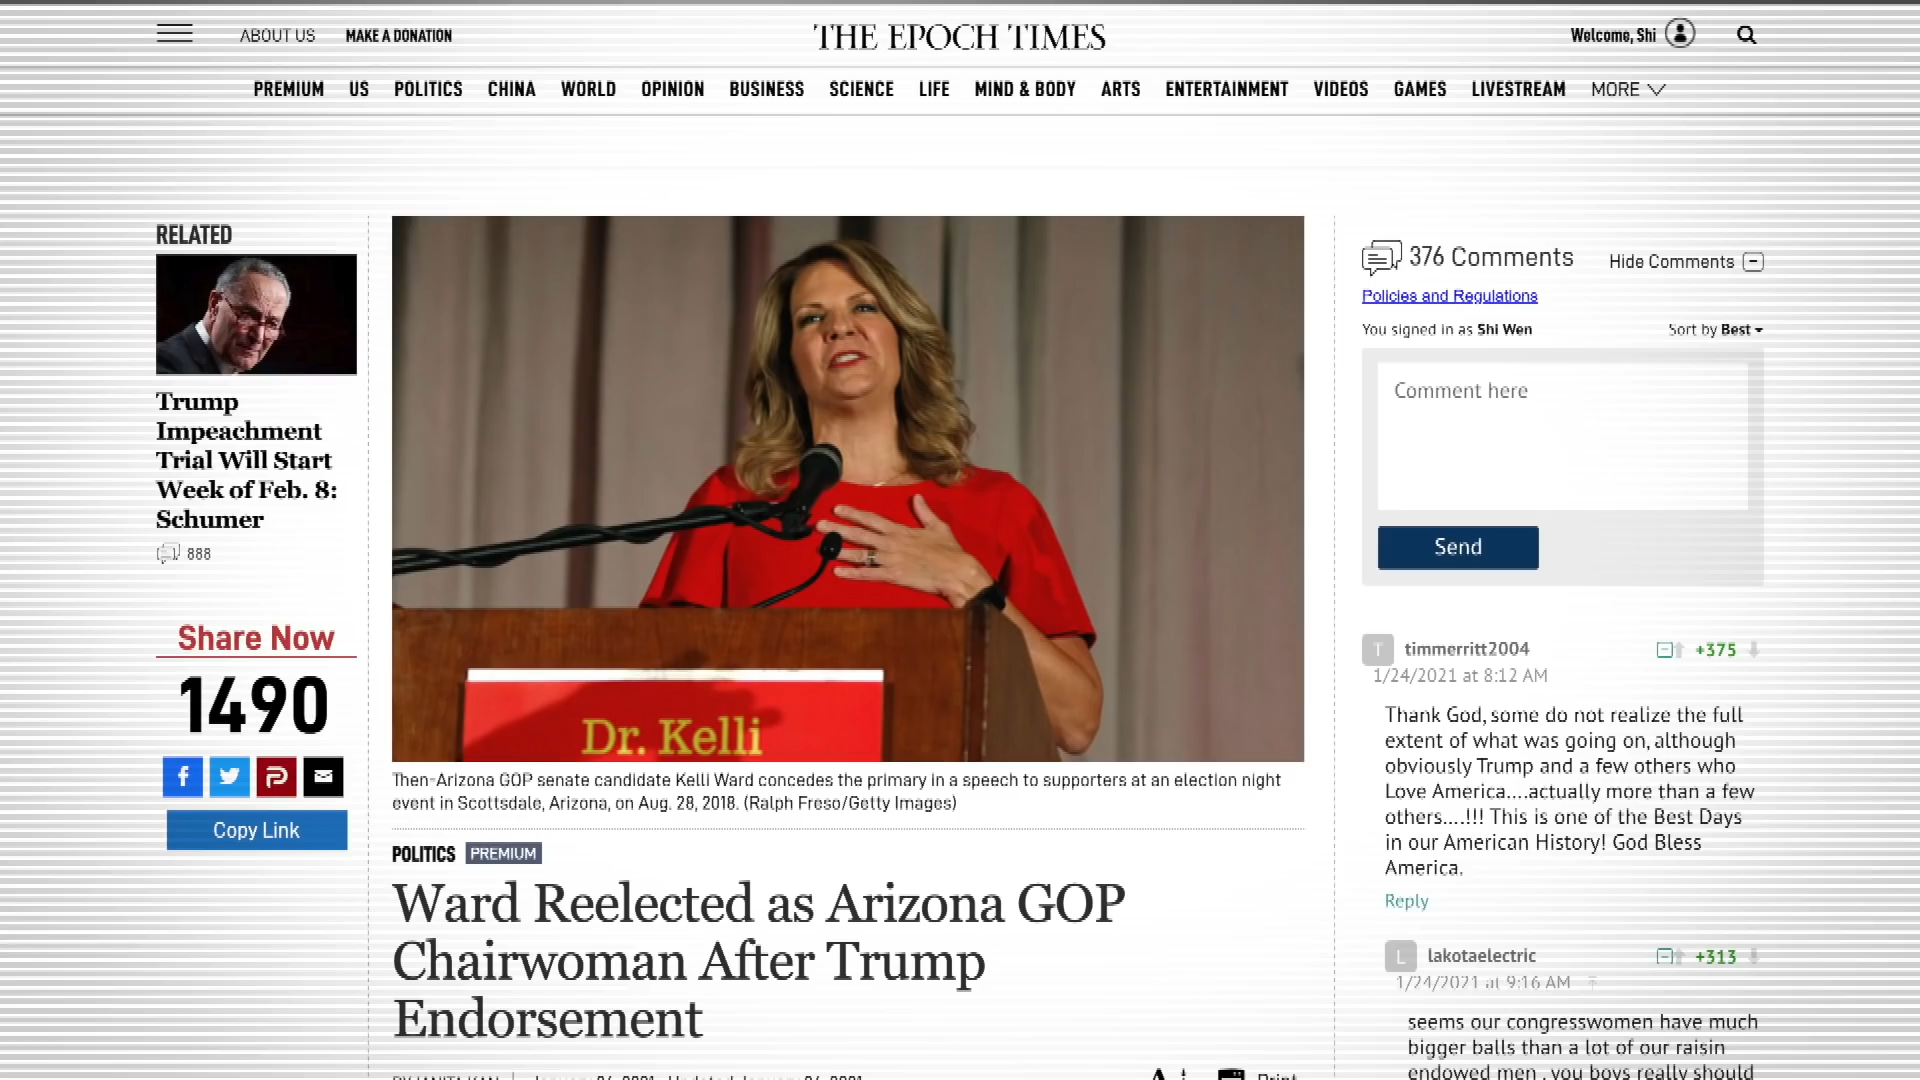 ABOUT US
MAKE A DONATION
THE EPOCH TIMES
Welcome, Shi
PREMIUM US POLITICS CHINA WORLD OPINION BUSINESS SCIENCE LIFE MIND & BODY ARTS ENTERTAINMENT VIDEOS GAMES LIVESTREAM MORE
RELATED
Trump
Impeachment
Trial Will Start
Week of Feb. 8:
Schumer
888
Share Now
1490
Copy Link
Dr. Kelli
Then-Arizona GOP senate candidate Kelli Ward concedes the primary in a speech to supporters at an election night
event in Scottsdale, Arizona, on Aug. 28, 2018. (Ralph Freso/Getty Images)
POLITICS PREMIUM
Ward Reelected as Arizona GOP
Chairwoman After Trump
Endorsement
Print
376 Comments
Hide Comments
Policies and Regulations
You signed in as Shi Wen
Sort by Best
Comment here
Send
T timmerritt2004 +375
1/24/2021 at 8:12 AM
Thank God, some do not realize the full
extent of what was going on, although
obviously Trump and a few others who
Love America....actually more than a few
others....!!! This is one of the Best Days
in our American History! God Bless
America.
Reply
L lakotaelectric +313
1/24/2021 at 9:16 AM
seems our congresswomen have much
bigger balls than a lot of our raisin
endowed men , you boys really should